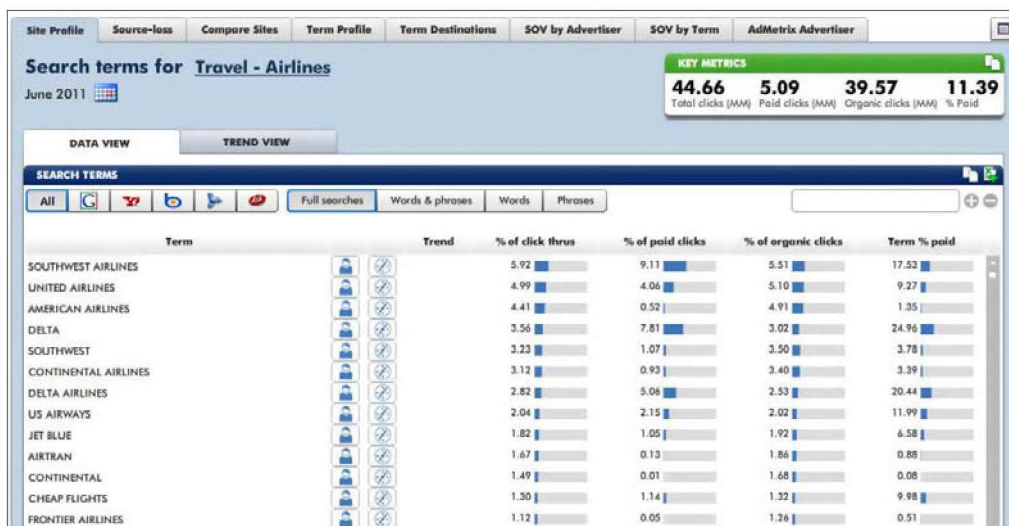 Site Profile Source-loss Compare Sites Term Profile Term Destinations SOV by Advertiser SOV by Term AdMetrix Advertiser
Search terms for Travel - Airlines
June 2011
KEY METRICS
44.66 5.09 39.57 11.39
Total clicks (MM) Paid clicks (MM) Organic clicks (MM) % Paid
DATA VIEW TREND VIEW
SEARCH TERMS
All G Y? b Full searches Words & phrases Words Phrases
Term Trend % of click thrus % of paid clicks % of organic clicks Term % paid
SOUTHWEST AIRLINES 5.92 9.11 5.51 17.53
UNITED AIRLINES 4.99 4.06 5.10 9.27
AMERICAN AIRLINES 4.41 0.52 4.91 1.35
DELTA 3.56 7.81 3.02 24.96
SOUTHWEST 3.23 1.07 3.50 3.78
CONTINENTAL AIRLINES 3.12 0.93 3.40 3.39
DELTA AIRLINES 2.82 5.06 2.53 20.44
US AIRWAYS 2.04 2.15 2.02 11.99
JET BLUE 1.82 1.05 1.92 6.58
AIRTRAN 1.67 0.13 1.86 0.88
CONTINENTAL 1.49 0.01 1.68 0.08
CHEAP FLIGHTS 1.30 1.14 1.32 9.98
FRONTIER AIRLINES 1.12 0.05 1.26 0.51